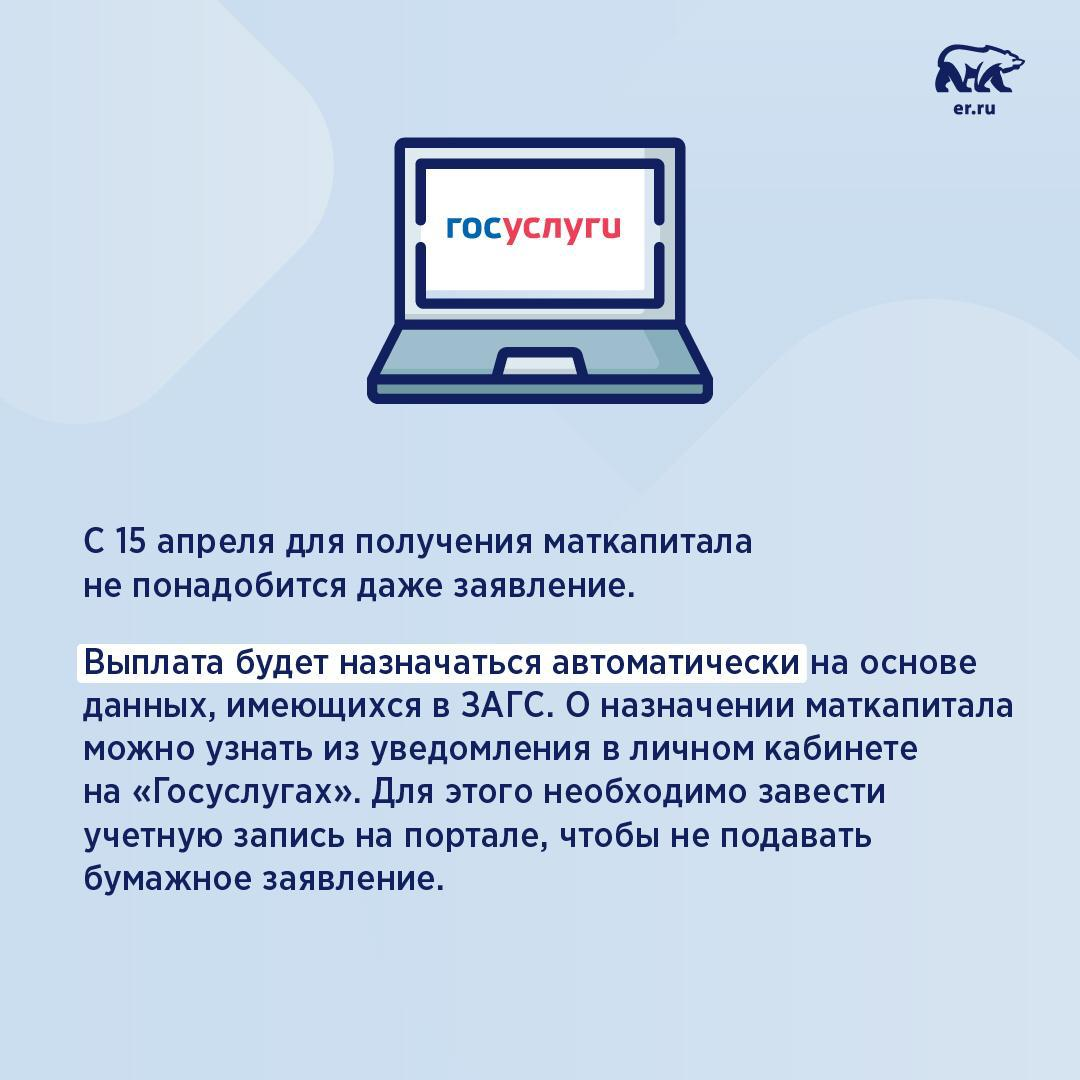 er.ru
госуслуги
С 15 апреля для получения маткапитала
не понадобится даже заявление.
Выплата будет назначаться автоматически на основе
данных, имеющихся в ЗАГС. О назначении маткапитала
можно узнать из уведомления в личном кабинете
на «Госуслугах». Для этого необходимо завести
учетную запись на портале, чтобы не подавать
бумажное заявление.